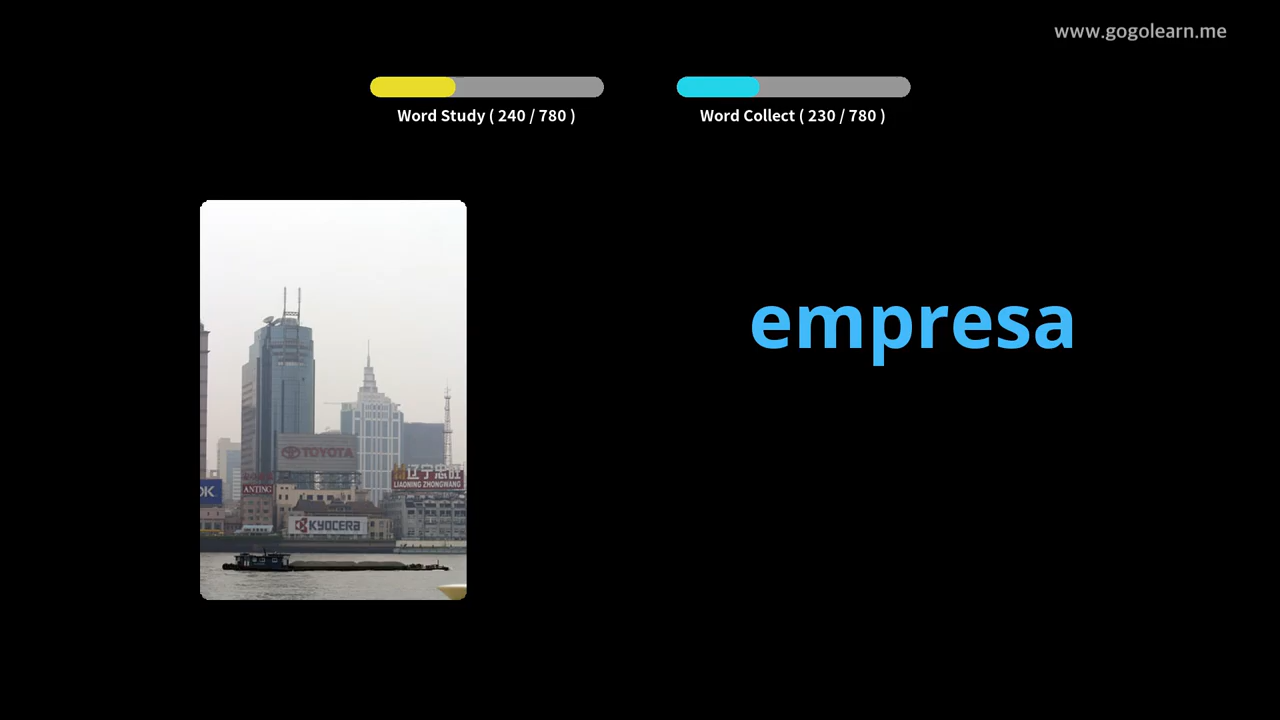 www.gogolearn.me
Word Study ( 240 / 780 )
Word Collect ( 230 / 780 )
empresa
TOYOTA
辽宁忠旺
LIAONING ZHONGWANG
ANTING
OK
KYOCERA